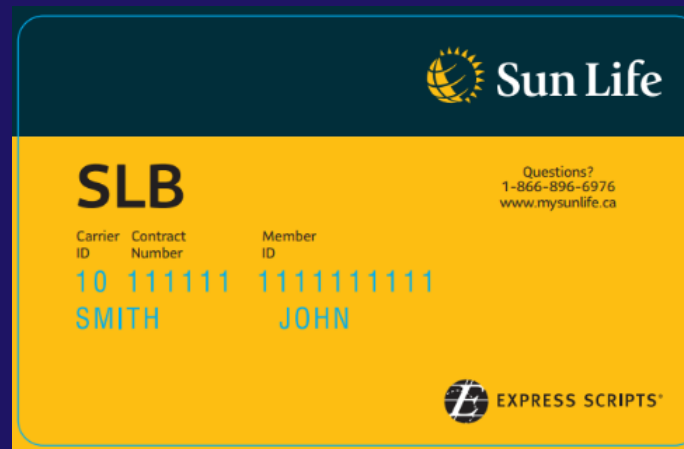 Sun Life
SLB
Questions?
1-866-896-6976
www.mysunlife.ca
Carrier Contract Member
ID Number ID
10 111111 1111111111
SMITH JOHN
EXPRESS SCRIPTS®